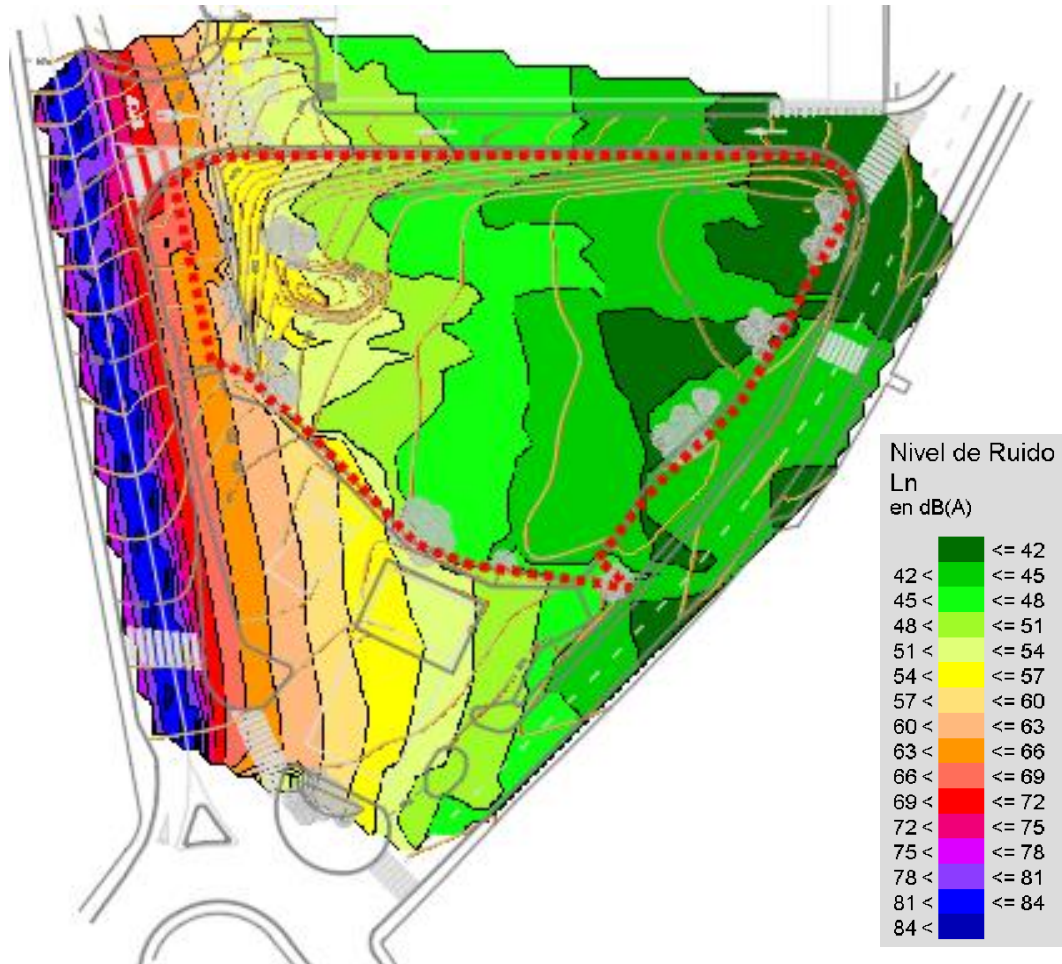 Nivel de Ruido
Ln
en dB(A)
<= 42
42 < <= 45
45 < <= 48
48 < <= 51
51 < <= 54
54 < <= 57
57 < <= 60
60 < <= 63
63 < <= 66
66 < <= 69
69 < <= 72
72 < <= 75
75 < <= 78
78 < <= 81
81 < <= 84
84 <